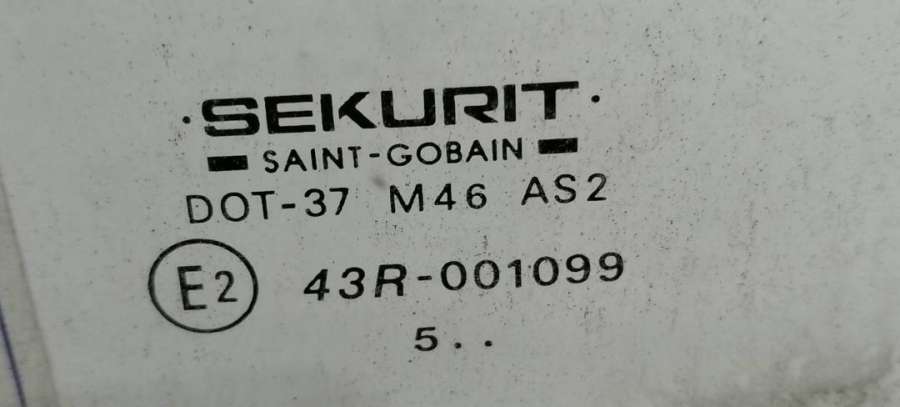 ·SEKURIT·
SAINT-GOBAIN
DOT-37 M46 AS2
E2 43R-001099
5..